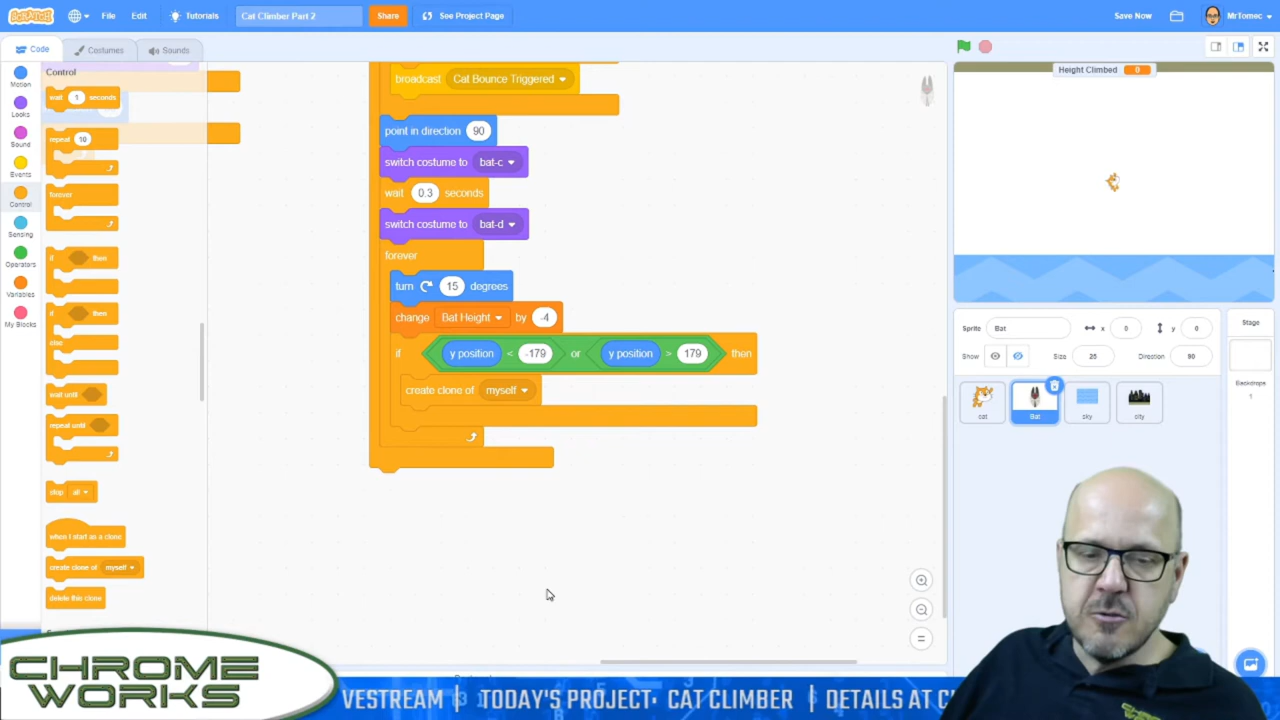 SCRATCH
File
Edit
Tutorials
Cat Climber Part 2
Share
See Project Page
Save Now
MrTomec
Code
Costumes
Sounds
Motion
Looks
Sound
Events
Control
Sensing
Operators
Variables
My Blocks
Control
wait 1 seconds
repeat 10
forever
if then
if then
else
wait until
repeat until
stop all
when I start as a clone
create clone of myself
delete this clone
broadcast Cat Bounce Triggered
point in direction 90
switch costume to bat-c
wait 0.3 seconds
switch costume to bat-d
forever
turn 15 degrees
change Bat Height by -4
if y position < -179 or y position > 179 then
create clone of myself
Height Climbed 0
Sprite Bat x 0 y 0
Show Size 25 Direction 90
Stage
Backdrops
1
cat
Bat
sky
city
CHROME
WORKS
VESTREAM | TODAY'S PROJECT: CAT CLIMBER | DETAILS AT C